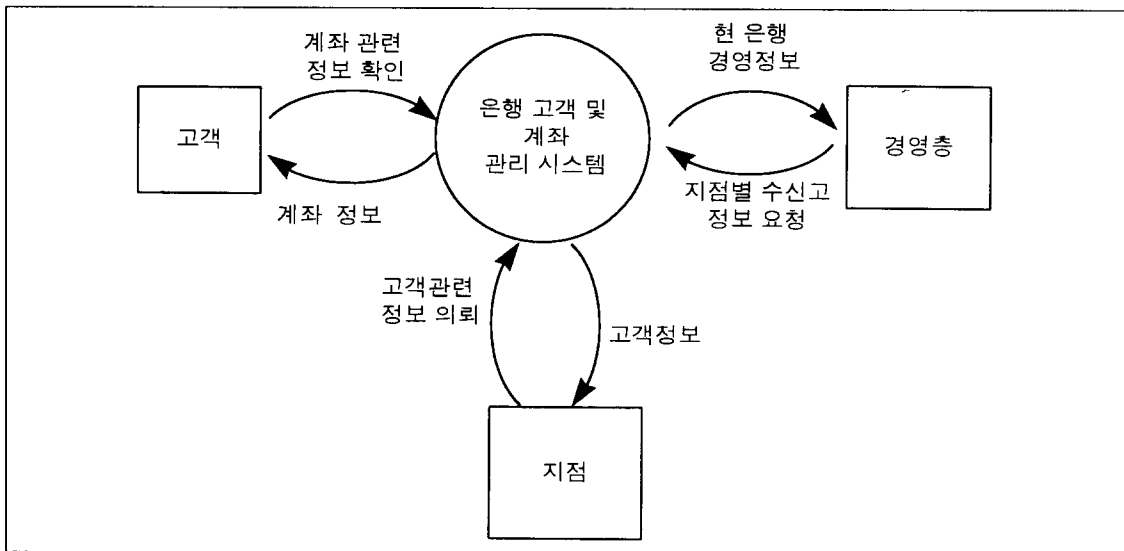 계좌 관련
정보 확인
현 은행
경영정보
고객
은행 고객 및
계좌
관리 시스템
경영층
계좌 정보
지점별 수신고
정보 요청
고객관련
정보 의뢰
고객정보
지점